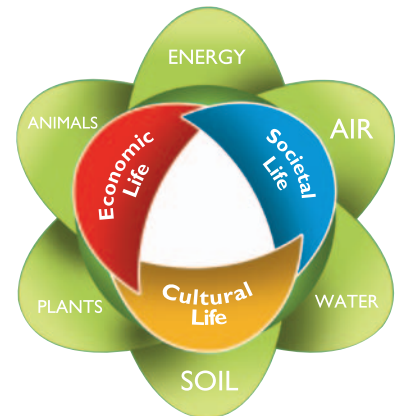 ENERGY
ANIMALS
AIR
Economic
Life
Societal
Life
Cultural
Life
PLANTS
WATER
SOIL